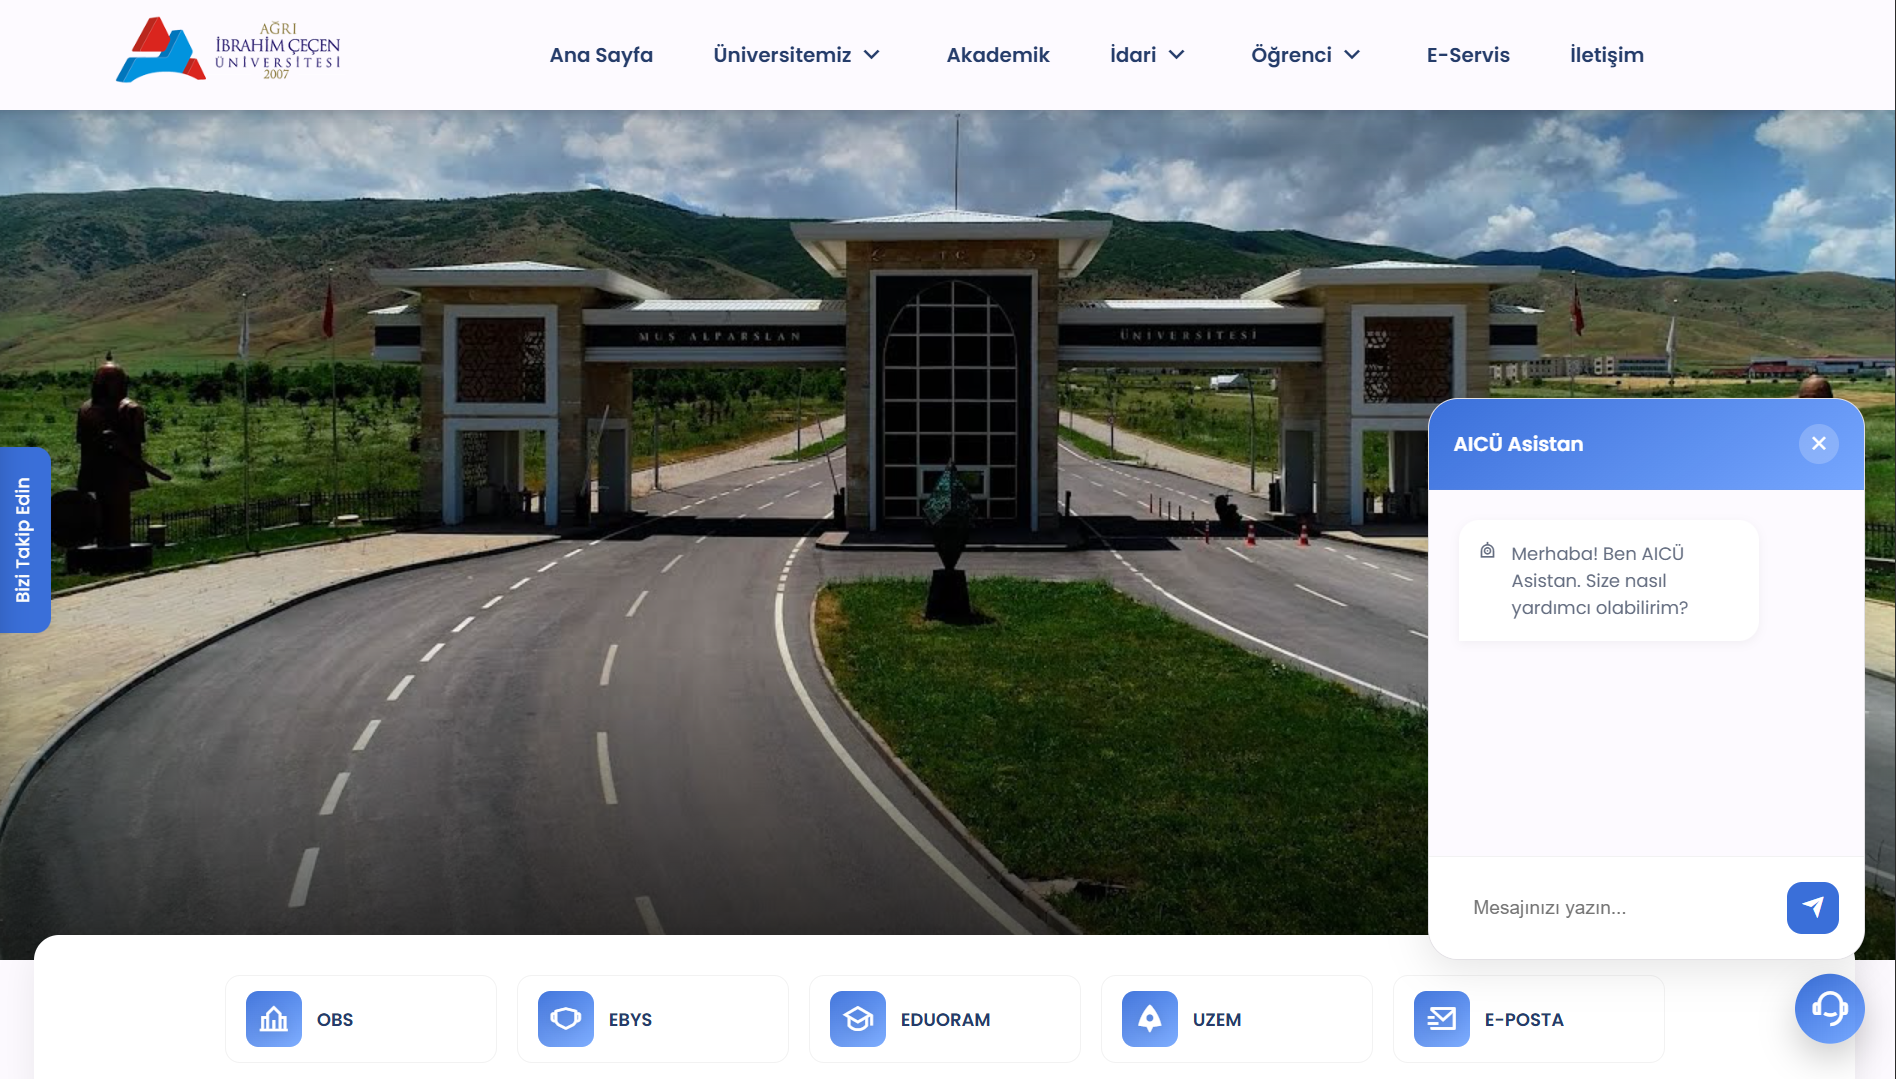 AĞRI
İBRAHİM ÇEÇEN
ÜNİVERSİTESİ
2007
Ana Sayfa
Üniversitemiz
Akademik
İdari
Öğrenci
E-Servis
İletişim
T C
MUŞ ALPARSLAN
ÜNİVERSİTESİ
Bizi Takip Edin
AICÜ Asistan
Merhaba! Ben AICÜ
Asistan. Size nasıl
yardımcı olabilirim?
Mesajınızı yazın...
OBS
EBYS
EDUORAM
UZEM
E-POSTA